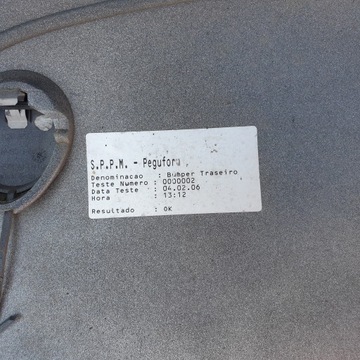 S.P.P.M. - Peguform
Denominacao : Bumper Traseiro
Teste Numero : 0000002
Data Teste : 04.02.06
Hora : 13:12
Resultado : OK